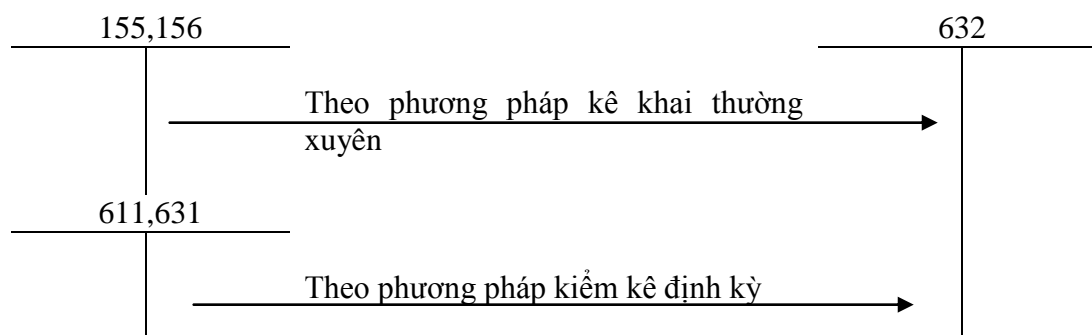 155,156
632
Theo phương pháp kê khai thường
xuyên
611,631
Theo phương pháp kiểm kê định kỳ